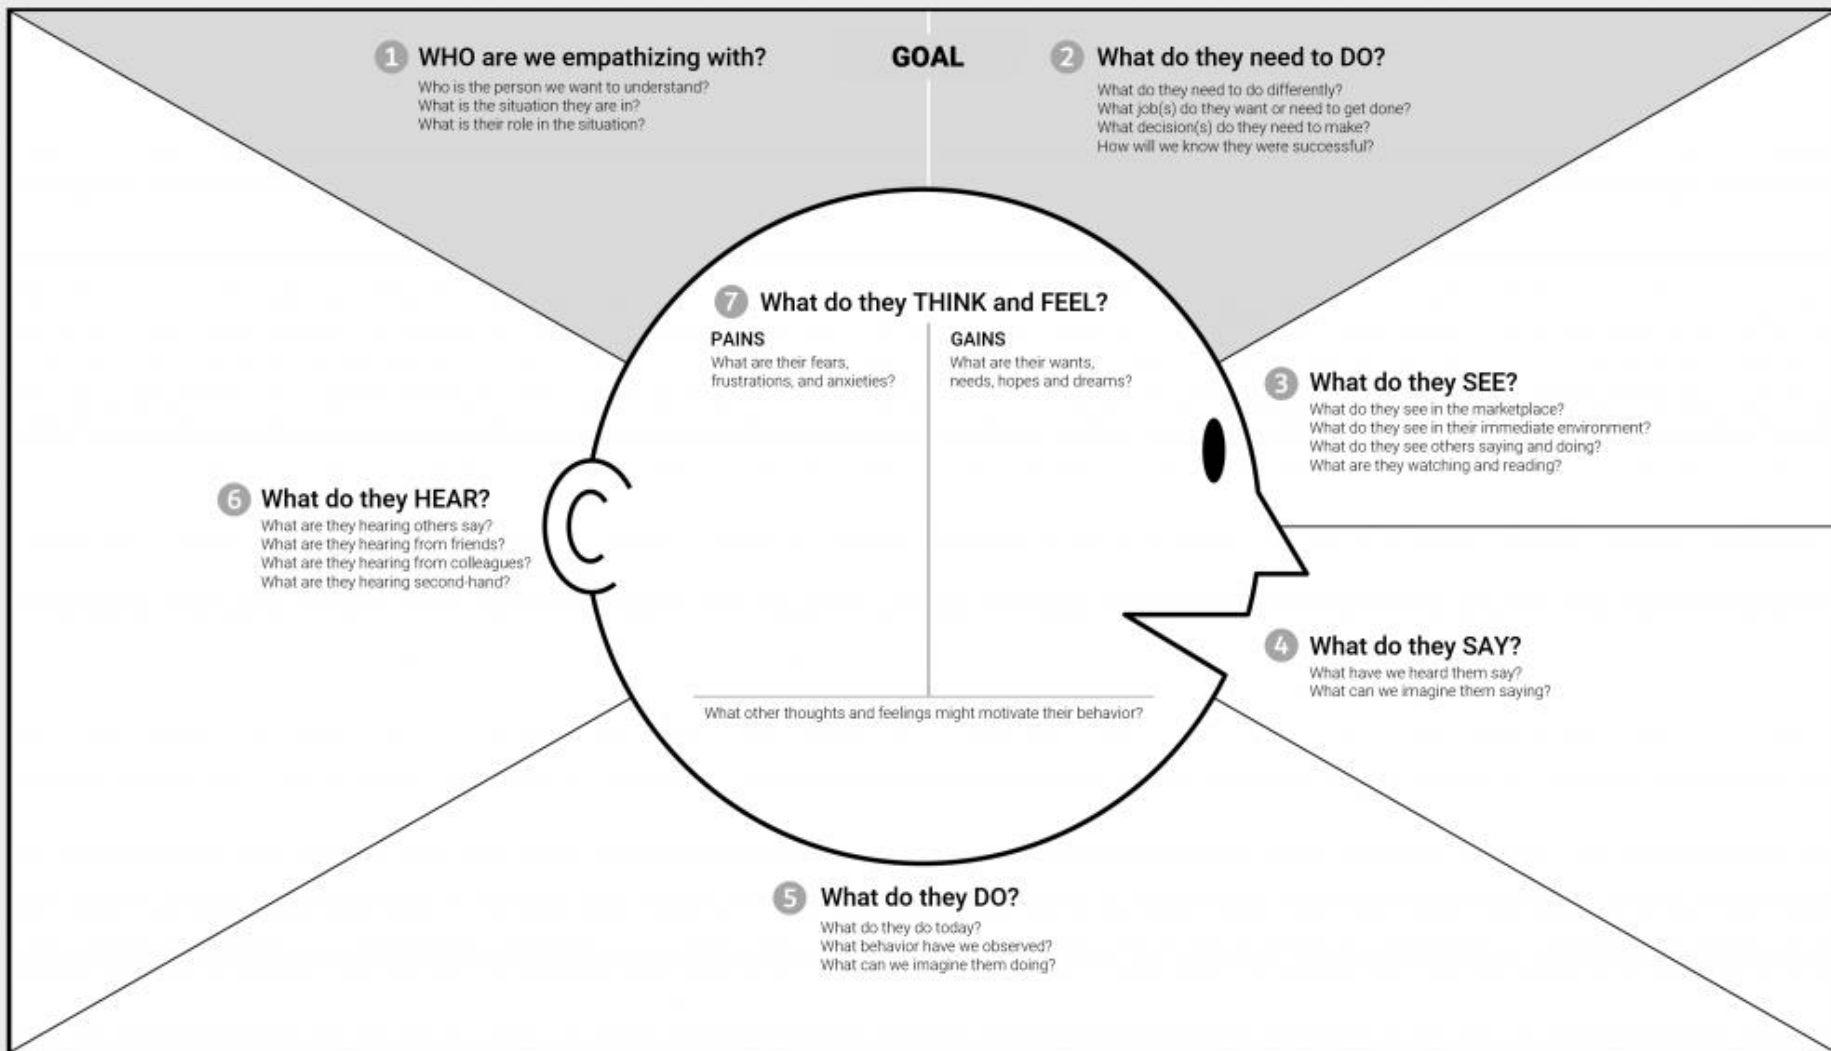 GOAL
1 WHO are we empathizing with?
Who is the person we want to understand?
What is the situation they are in?
What is their role in the situation?
2 What do they need to DO?
What do they need to do differently?
What job(s) do they want or need to get done?
What decision(s) do they need to make?
How will we know they were successful?
3 What do they SEE?
What do they see in the marketplace?
What do they see in their immediate environment?
What do they see others saying and doing?
What are they watching and reading?
4 What do they SAY?
What have we heard them say?
What can we imagine them saying?
5 What do they DO?
What do they do today?
What behavior have we observed?
What can we imagine them doing?
6 What do they HEAR?
What are they hearing others say?
What are they hearing from friends?
What are they hearing from colleagues?
What are they hearing second-hand?
7 What do they THINK and FEEL?
PAINS
What are their fears,
frustrations, and anxieties?
GAINS
What are their wants,
needs, hopes and dreams?
What other thoughts and feelings might motivate their behavior?